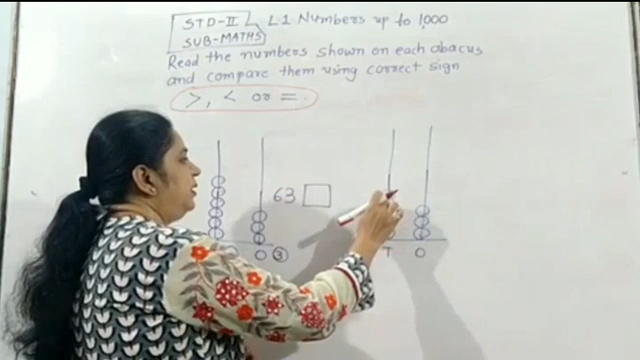 STD-II L.1 Numbers up to 1,000
SUB-MATHS
Read the numbers shown on each abacus
and compare them using correct sign
>, < or =.
63
O 3 T O